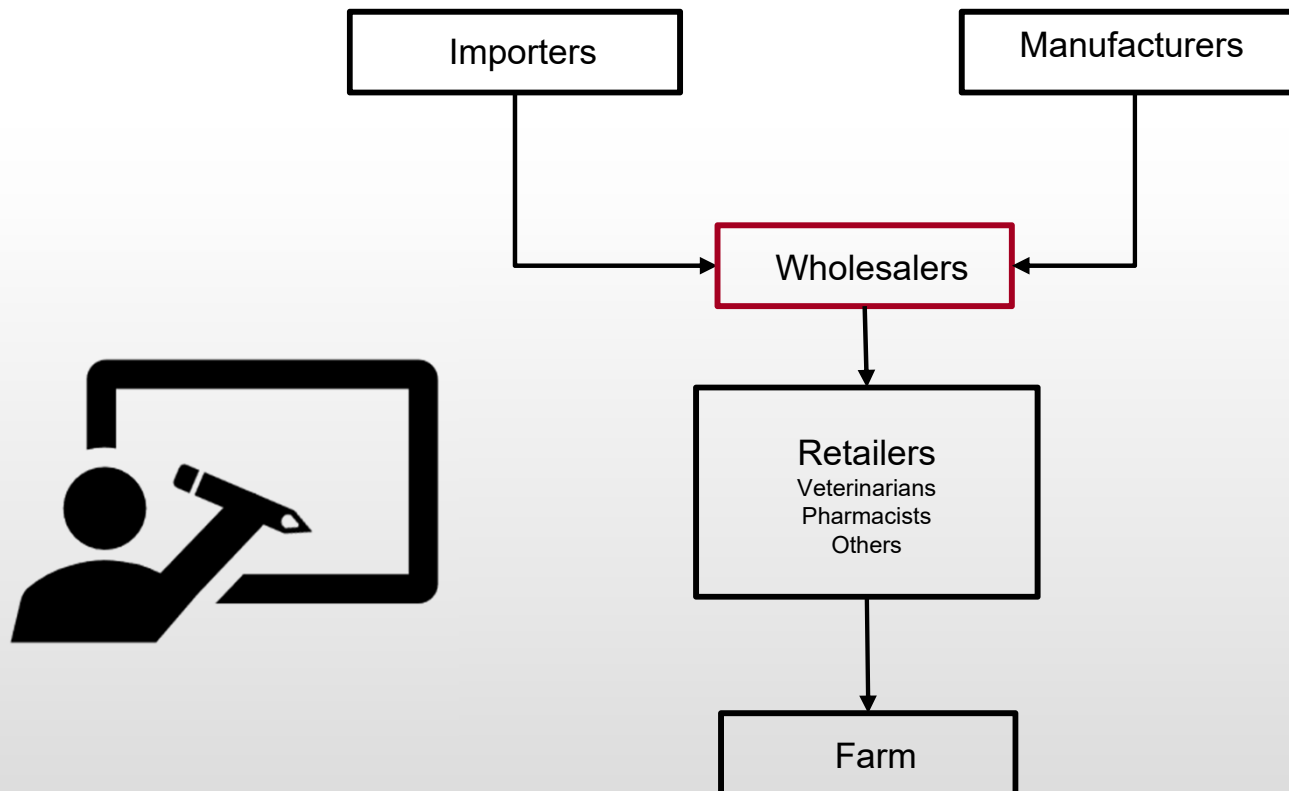 Importers
Manufacturers
Wholesalers
Retailers
Veterinarians
Pharmacists
Others
Farm